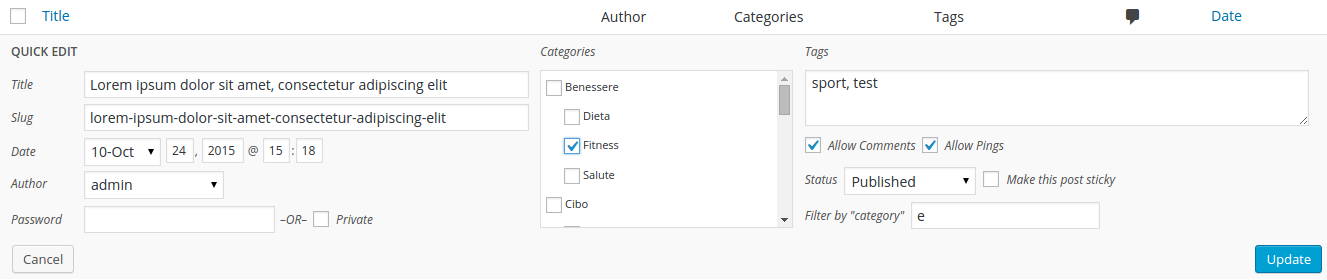 Title Author Categories Tags Date
QUICK EDIT
Title Lorem ipsum dolor sit amet, consectetur adipiscing elit
Slug lorem-ipsum-dolor-sit-amet-consectetur-adipiscing-elit
Date 10-Oct 24 , 2015 @ 15 : 18
Author admin
Password –OR– Private
Categories
Benessere
Dieta
Fitness
Salute
Cibo
Tags
sport, test
Allow Comments Allow Pings
Status Published Make this post sticky
Filter by "category" e
Cancel Update